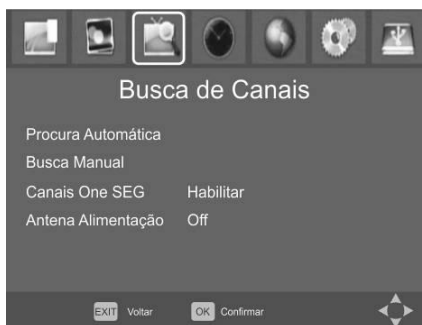 Busca de Canais
Procura Automática
Busca Manual
Canais One SEG Habilitar
Antena Alimentação Off
EXIT Voltar OK Confirmar